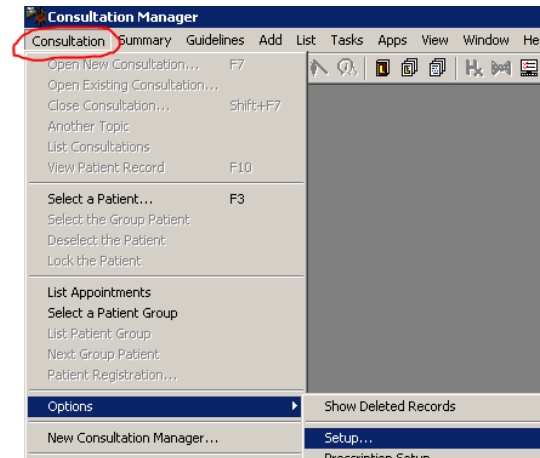 Consultation Manager
Consultation Summary Guidelines Add List Tasks Apps View Window He
Open New Consultation... F7
Open Existing Consultation...
Close Consultation... Shift+F7
Another Topic
List Consultations
View Patient Record F10
Select a Patient... F3
Select the Group Patient
Deselect the Patient
Lock the Patient
List Appointments
Select a Patient Group
List Patient Group
Next Group Patient
Patient Registration...
Options Show Deleted Records
New Consultation Manager... Setup...
Prescription Setup